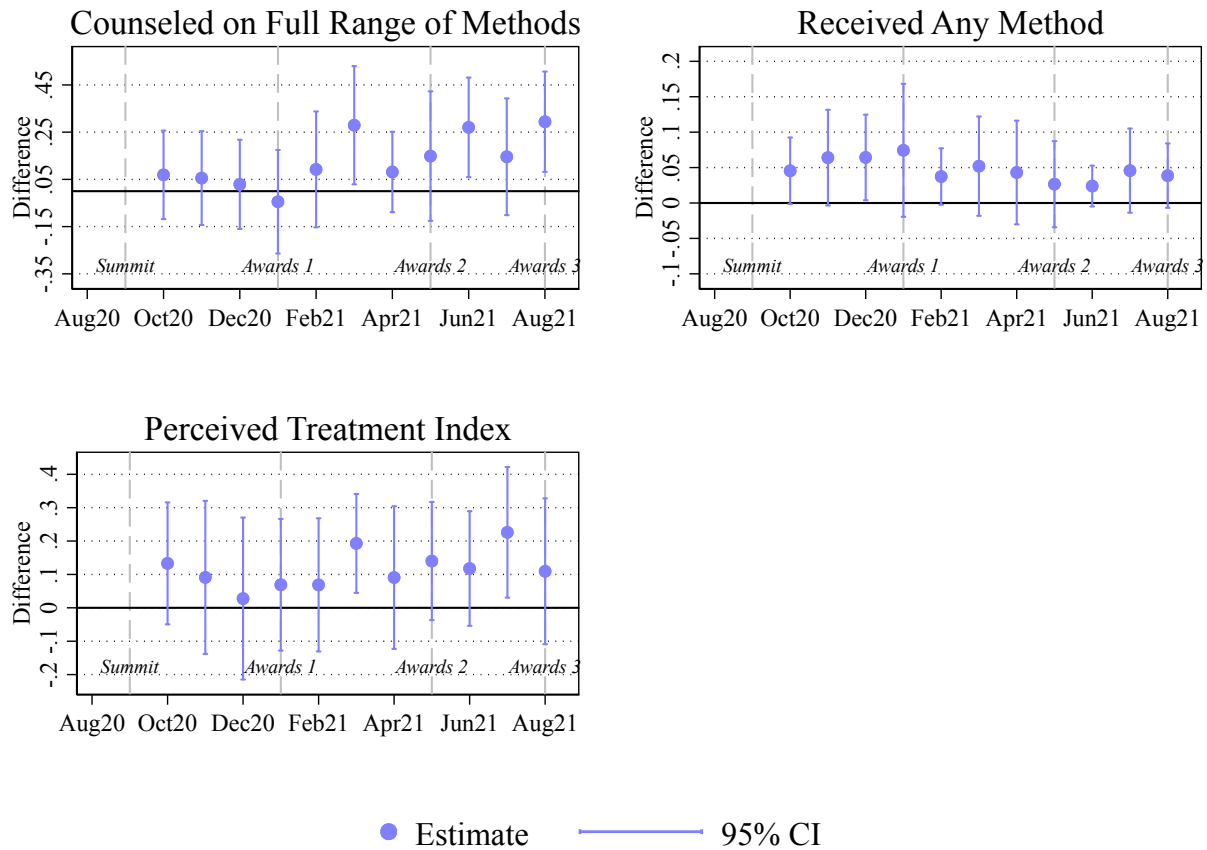 Counseled on Full Range of Methods
Difference
.45
.25
.05
-.15
-.35
Summit Awards 1 Awards 2 Awards 3
Aug20 Oct20 Dec20 Feb21 Apr21 Jun21 Aug21
Received Any Method
Difference
.2
.15
.1
.05
0
-.05
-.1
Summit Awards 1 Awards 2 Awards 3
Aug20 Oct20 Dec20 Feb21 Apr21 Jun21 Aug21
Perceived Treatment Index
Difference
.4
.3
.2
.1
0
-.1
-.2
Summit Awards 1 Awards 2 Awards 3
Aug20 Oct20 Dec20 Feb21 Apr21 Jun21 Aug21
Estimate 95% CI